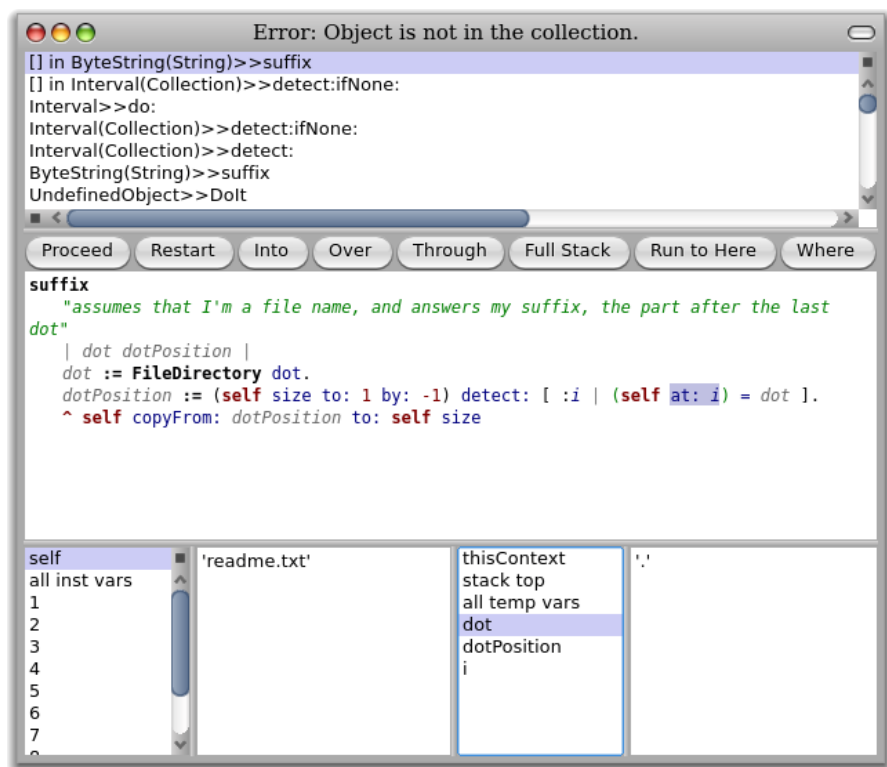 Error: Object is not in the collection.
[] in ByteString(String)>>suffix
[] in Interval(Collection)>>detect:ifNone:
Interval>>do:
Interval(Collection)>>detect:ifNone:
Interval(Collection)>>detect:
ByteString(String)>>suffix
UndefinedObject>>DoIt
Proceed Restart Into Over Through Full Stack Run to Here Where
suffix
"assumes that I'm a file name, and answers my suffix, the part after the last
dot"
| dot dotPosition |
dot := FileDirectory dot.
dotPosition := (self size to: 1 by: -1) detect: [ :i | (self at: i) = dot ].
^ self copyFrom: dotPosition to: self size
self
all inst vars
1
2
3
4
5
6
7
'readme.txt'
thisContext
stack top
all temp vars
dot
dotPosition
i
'.'